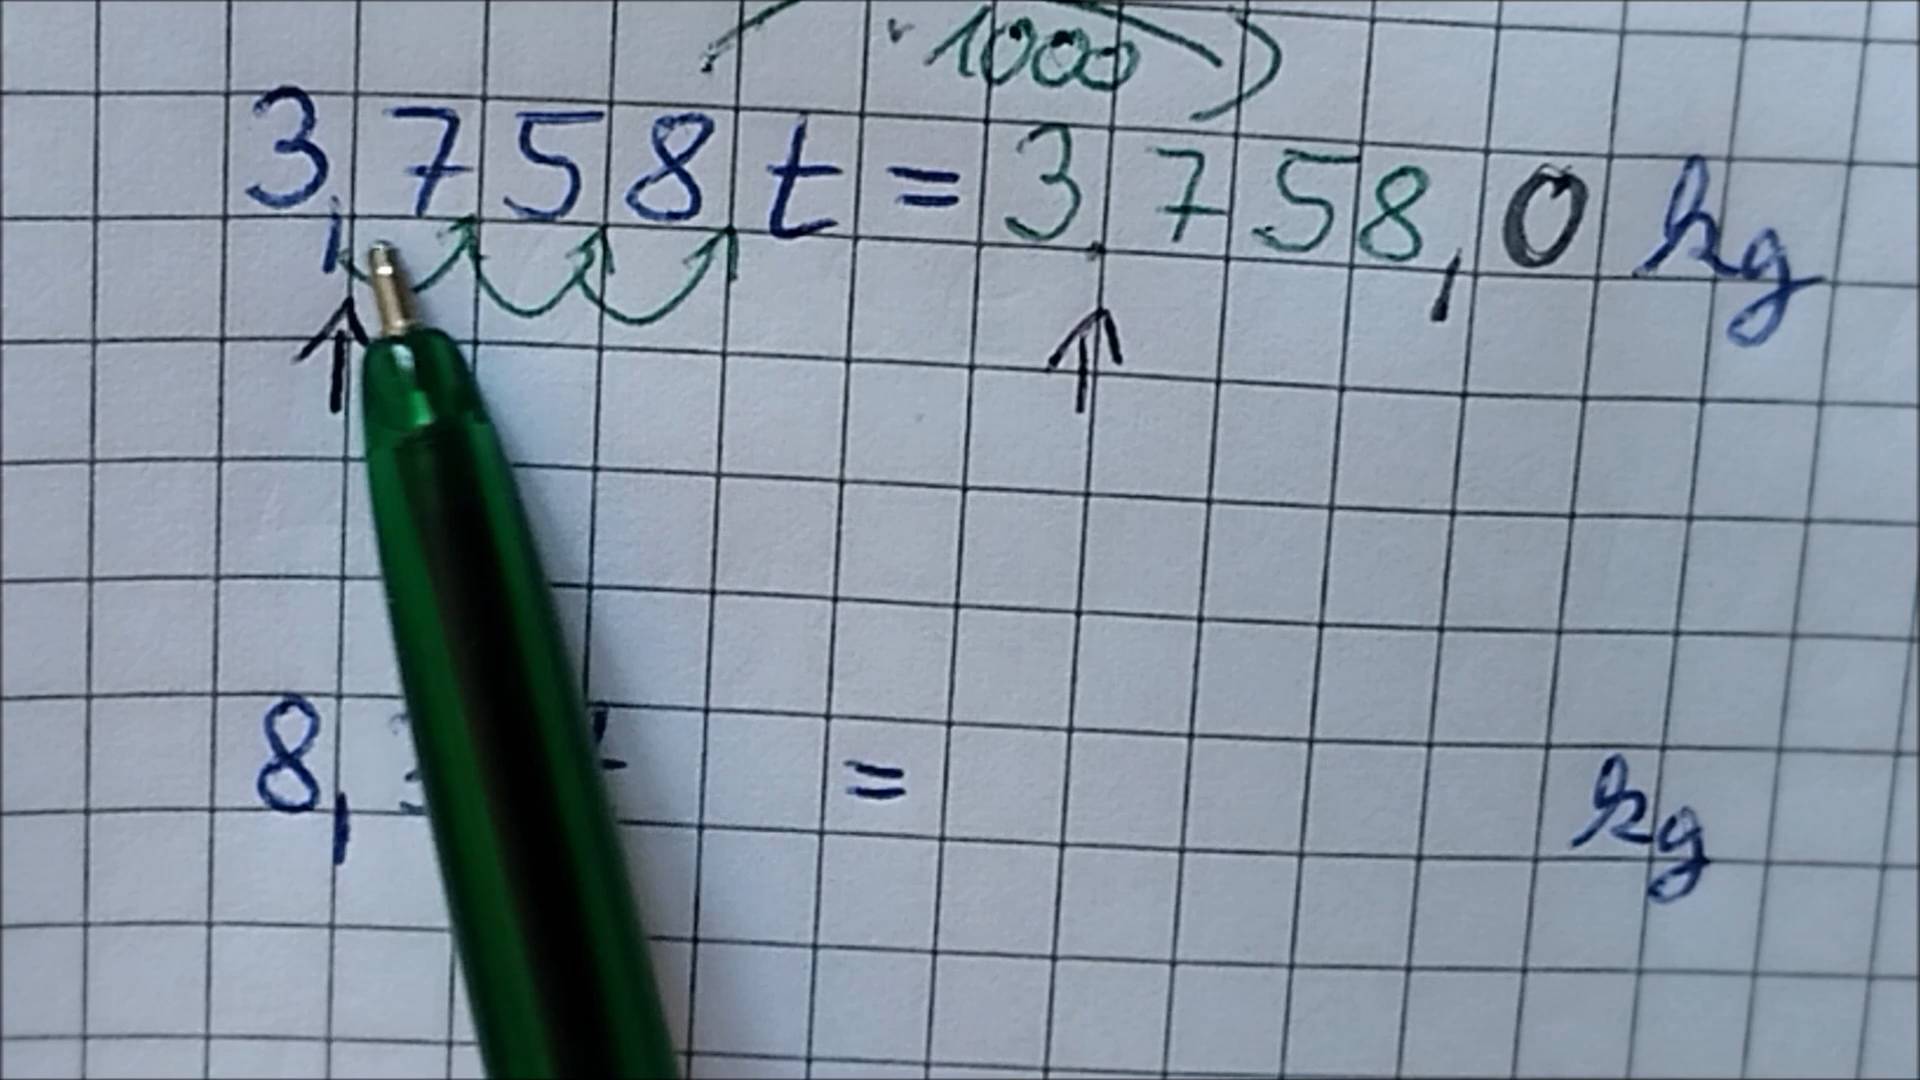 · 1000
3,758 t = 3.758,0 kg
8, = kg